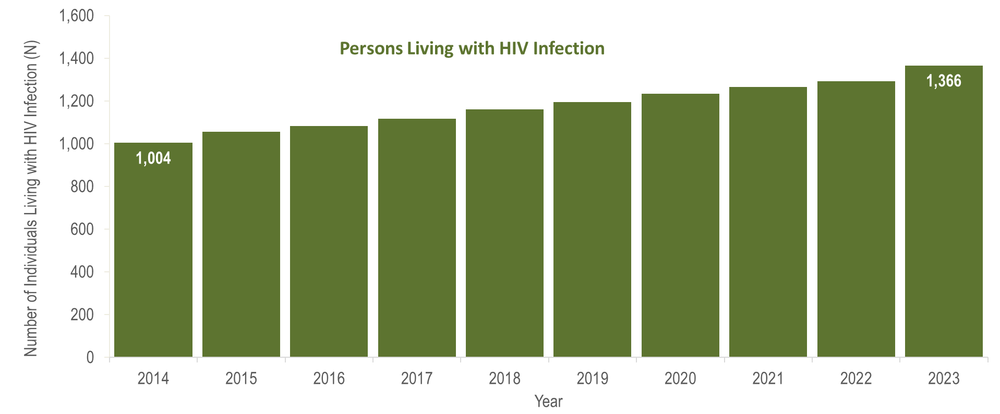 Persons Living with HIV Infection
Number of Individuals Living with HIV Infection (N)
1,600
1,400
1,200
1,000
800
600
400
200
0
1,004
1,366
2014 2015 2016 2017 2018 2019 2020 2021 2022 2023
Year